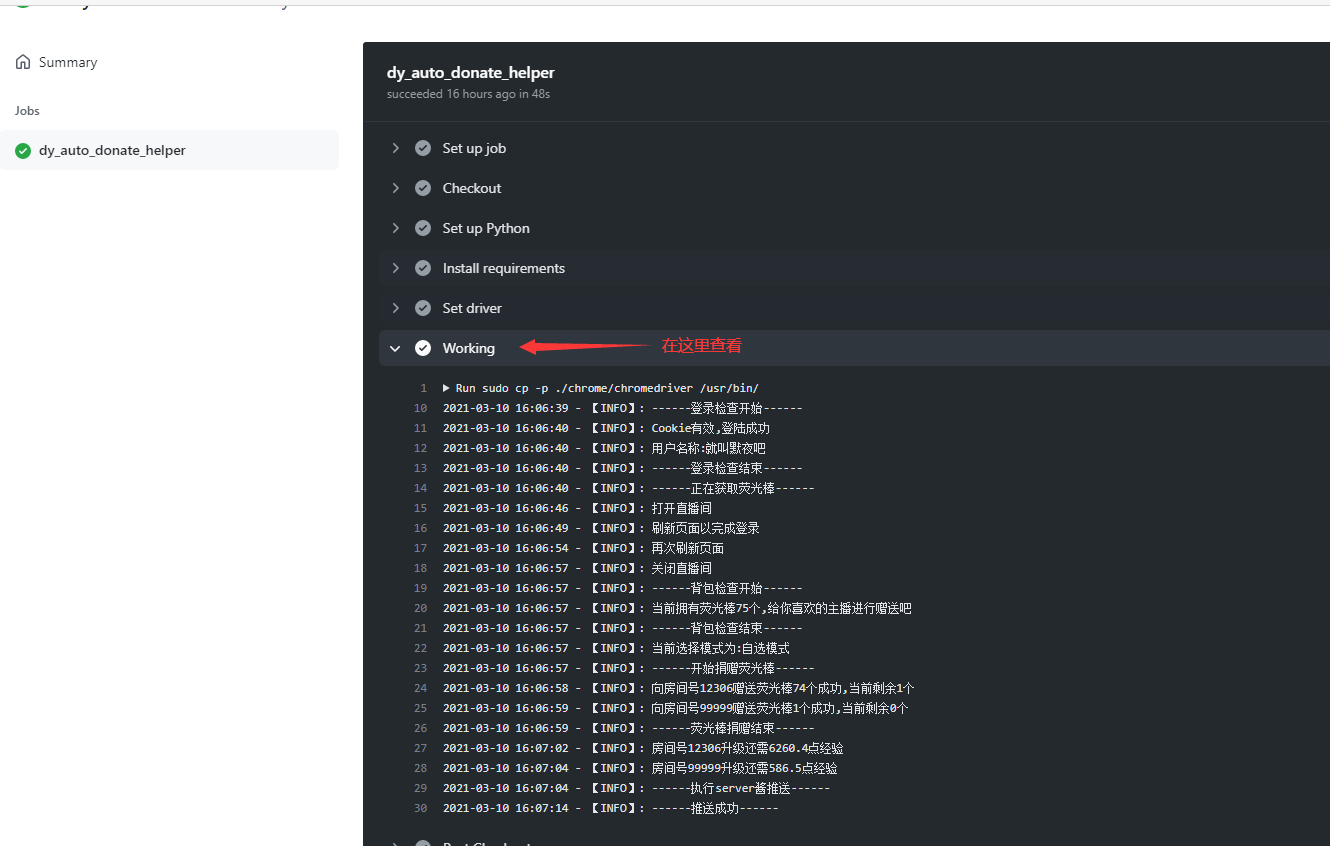 Summary
Jobs
dy_auto_donate_helper
dy_auto_donate_helper
succeeded 16 hours ago in 48s
Set up job
Checkout
Set up Python
Install requirements
Set driver
Working
在这里查看
1 ▶ Run sudo cp -p ./chrome/chromedriver /usr/bin/
10 2021-03-10 16:06:39 - 【INFO】: ------登录检查开始------
11 2021-03-10 16:06:40 - 【INFO】: Cookie有效,登陆成功
12 2021-03-10 16:06:40 - 【INFO】: 用户名称:就叫默夜吧
13 2021-03-10 16:06:40 - 【INFO】: ------登录检查结束------
14 2021-03-10 16:06:40 - 【INFO】: ------正在获取荧光棒------
15 2021-03-10 16:06:46 - 【INFO】: 打开直播间
16 2021-03-10 16:06:49 - 【INFO】: 刷新页面以完成登录
17 2021-03-10 16:06:54 - 【INFO】: 再次刷新页面
18 2021-03-10 16:06:57 - 【INFO】: 关闭直播间
19 2021-03-10 16:06:57 - 【INFO】: ------背包检查开始------
20 2021-03-10 16:06:57 - 【INFO】: 当前拥有荧光棒75个,给你喜欢的主播进行赠送吧
21 2021-03-10 16:06:57 - 【INFO】: ------背包检查结束------
22 2021-03-10 16:06:57 - 【INFO】: 当前选择模式为:自选模式
23 2021-03-10 16:06:57 - 【INFO】: ------开始捐赠荧光棒------
24 2021-03-10 16:06:58 - 【INFO】: 向房间号12306赠送荧光棒74个成功,当前剩余1个
25 2021-03-10 16:06:59 - 【INFO】: 向房间号99999赠送荧光棒1个成功,当前剩余0个
26 2021-03-10 16:06:59 - 【INFO】: ------荧光棒捐赠结束------
27 2021-03-10 16:07:02 - 【INFO】: 房间号12306升级还需6260.4点经验
28 2021-03-10 16:07:04 - 【INFO】: 房间号99999升级还需586.5点经验
29 2021-03-10 16:07:04 - 【INFO】: ------执行server酱推送------
30 2021-03-10 16:07:14 - 【INFO】: ------推送成功------